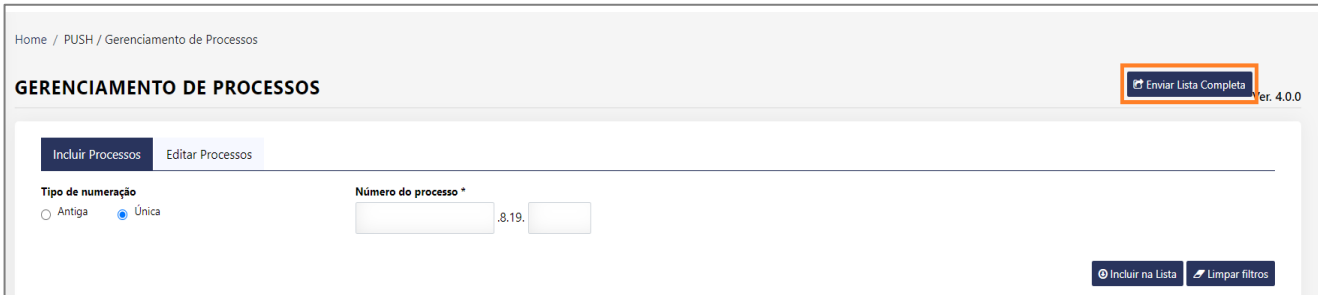 Home / PUSH / Gerenciamento de Processos
GERENCIAMENTO DE PROCESSOS
Enviar Lista Completa
Ver. 4.0.0
Incluir Processos Editar Processos
Tipo de numeração Número do processo *
Antiga Única .8.19.
Incluir na Lista Limpar filtros